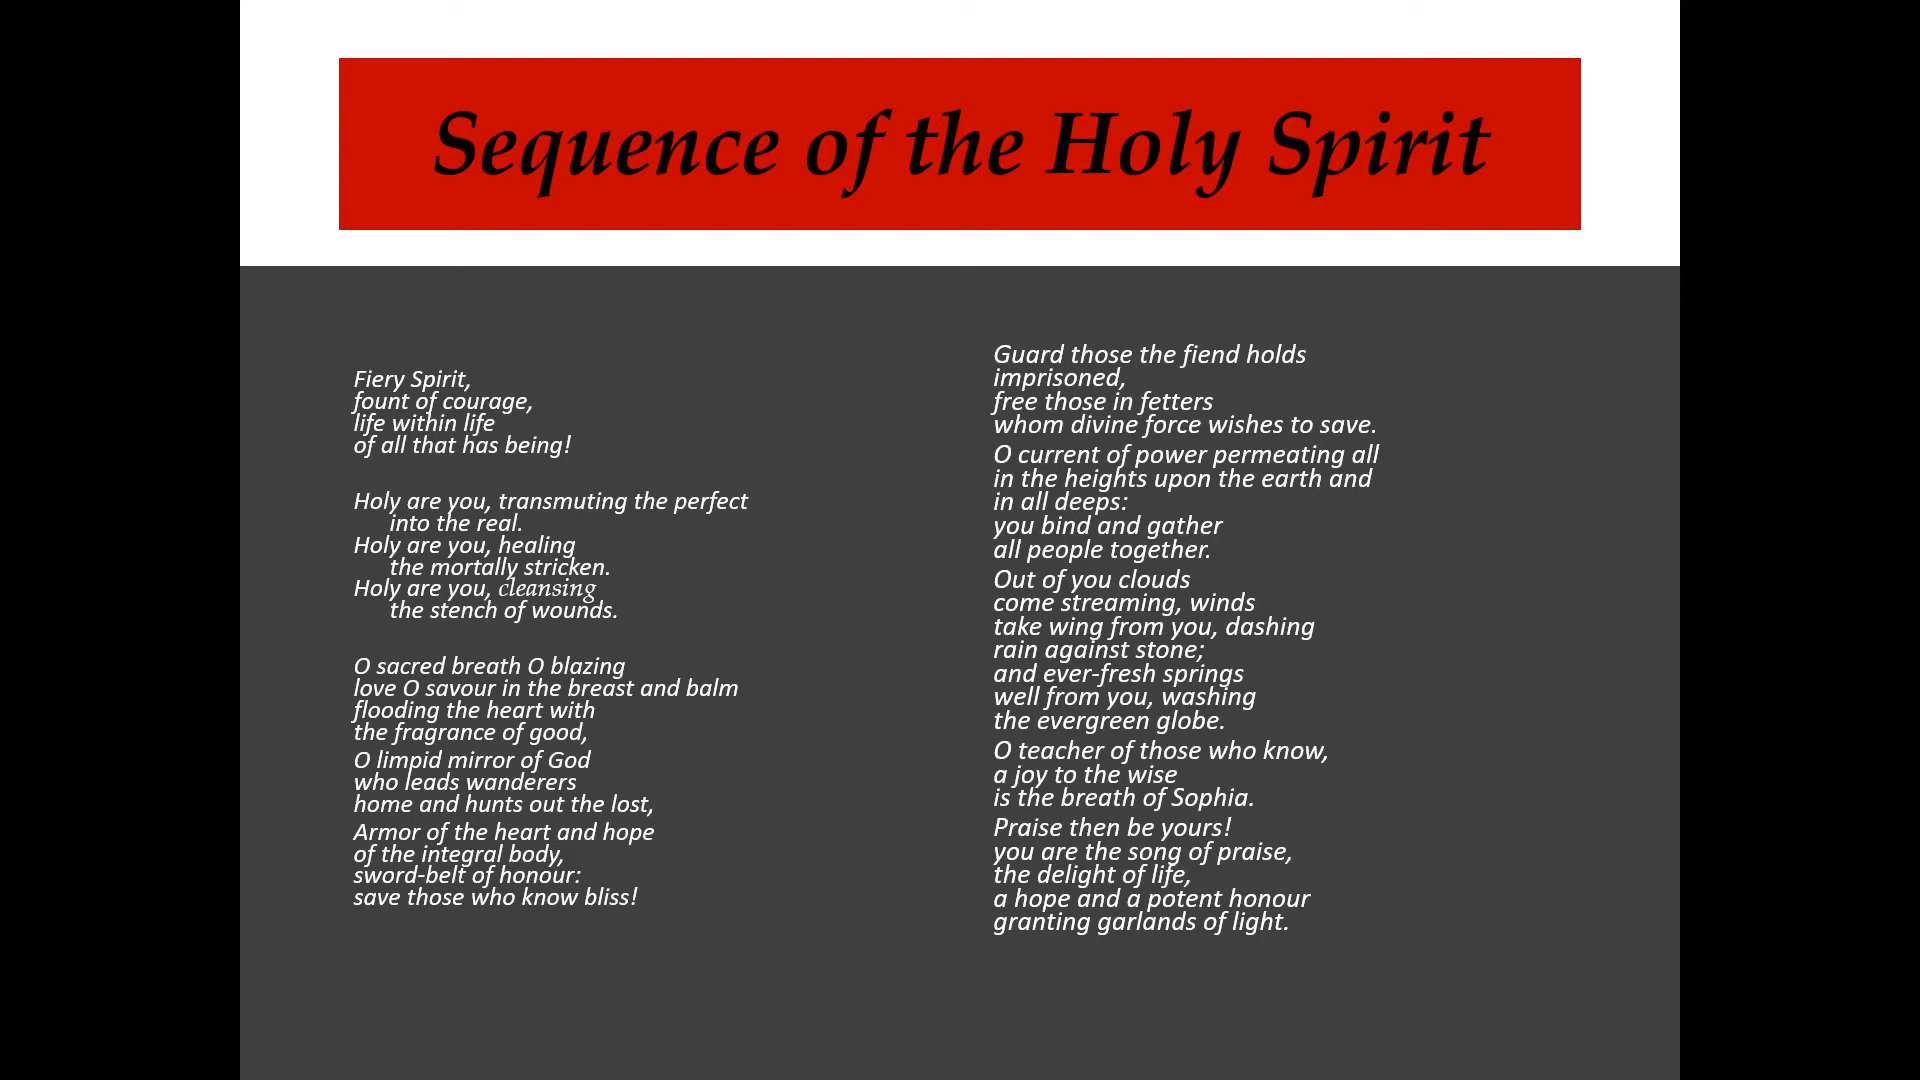 Sequence of the Holy Spirit
Fiery Spirit,
fount of courage,
life within life
of all that has being!
Holy are you, transmuting the perfect
into the real.
Holy are you, healing
the mortally stricken.
Holy are you, cleansing
the stench of wounds.
O sacred breath O blazing
love O savour in the breast and balm
flooding the heart with
the fragrance of good,
O limpid mirror of God
who leads wanderers
home and hunts out the lost,
Armor of the heart and hope
of the integral body,
sword-belt of honour:
save those who know bliss!
Guard those the fiend holds
imprisoned,
free those in fetters
whom divine force wishes to save.
O current of power permeating all
in the heights upon the earth and
in all deeps:
you bind and gather
all people together.
Out of you clouds
come streaming, winds
take wing from you, dashing
rain against stone;
and ever-fresh springs
well from you, washing
the evergreen globe.
O teacher of those who know,
a joy to the wise
is the breath of Sophia.
Praise then be yours!
you are the song of praise,
the delight of life,
a hope and a potent honour
granting garlands of light.